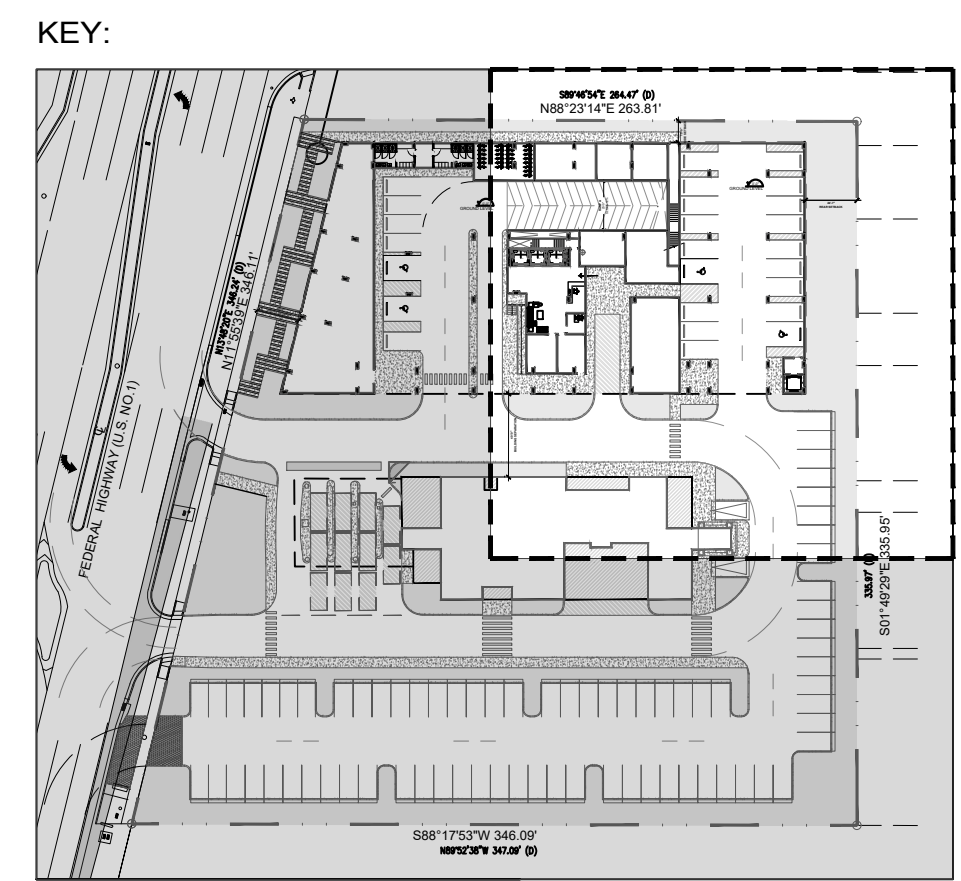 KEY:
S89°46'54"E 264.47' (D)
N88°23'14"E 263.81'
GROUND LEVEL
GROUND LEVEL
N13°46'20"E 346.24' (D)
N11°55'39"E 346.11'
FEDERAL HIGHWAY (U.S. NO.1)
335.97' (D)
S01°49'29"E 335.95'
S88°17'53"W 346.09'
N89°52'38"W 347.09' (D)